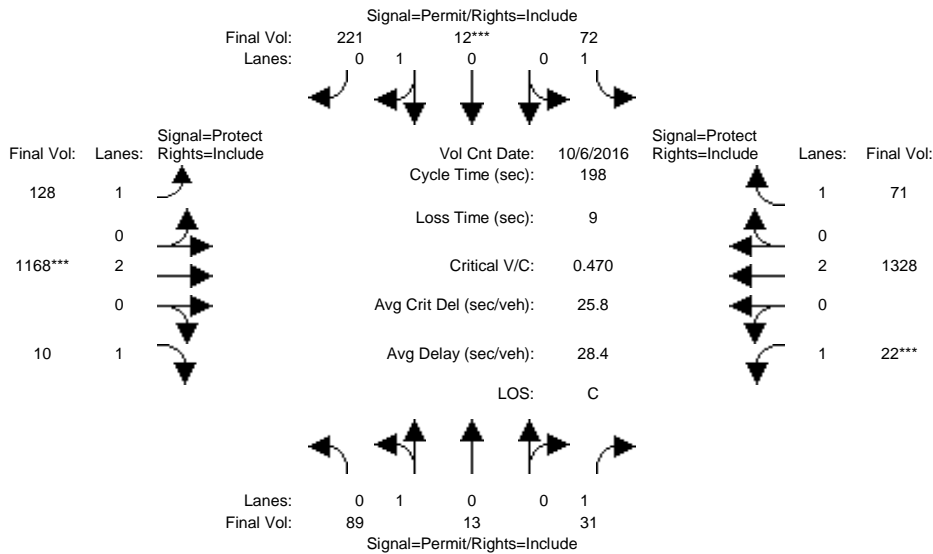 Signal=Permit/Rights=Include
Final Vol: 221 12*** 72
Lanes: 0 1 0 0 1
Signal=Protect
Final Vol: Lanes: Rights=Include
Vol Cnt Date: 10/6/2016
Signal=Protect
Rights=Include Lanes: Final Vol:
Cycle Time (sec): 198
128 1
1 71
Loss Time (sec): 9
0
0
1168*** 2
Critical V/C: 0.470
2 1328
0
Avg Crit Del (sec/veh): 25.8
0
10 1
Avg Delay (sec/veh): 28.4
1 22***
LOS: C
Lanes: 0 1 0 0 1
Final Vol: 89 13 31
Signal=Permit/Rights=Include